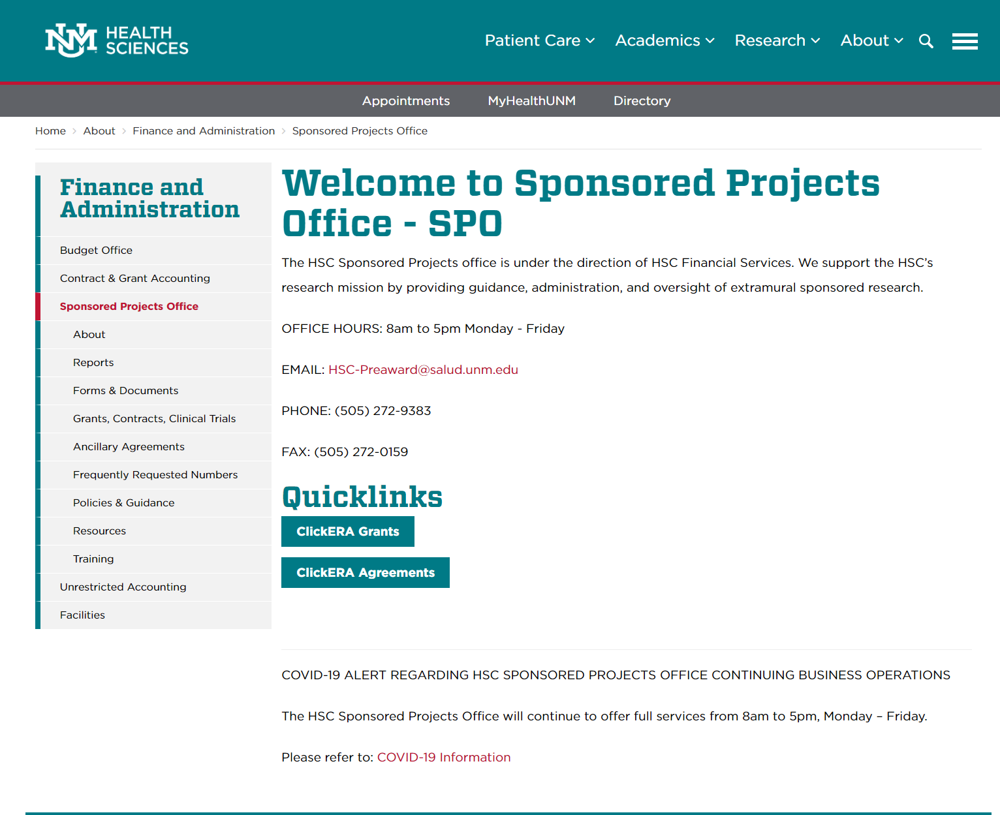 UNM HEALTH
SCIENCES
Patient Care
Academics
Research
About
Appointments
MyHealthUNM
Directory
Home > About > Finance and Administration > Sponsored Projects Office
Finance and
Administration
Budget Office
Contract & Grant Accounting
Sponsored Projects Office
About
Reports
Forms & Documents
Grants, Contracts, Clinical Trials
Ancillary Agreements
Frequently Requested Numbers
Policies & Guidance
Resources
Training
Unrestricted Accounting
Facilities
Welcome to Sponsored Projects
Office - SPO
The HSC Sponsored Projects office is under the direction of HSC Financial Services. We support the HSC’s
research mission by providing guidance, administration, and oversight of extramural sponsored research.
OFFICE HOURS: 8am to 5pm Monday - Friday
EMAIL: HSC-Preaward@salud.unm.edu
PHONE: (505) 272-9383
FAX: (505) 272-0159
Quicklinks
ClickERA Grants
ClickERA Agreements
COVID-19 ALERT REGARDING HSC SPONSORED PROJECTS OFFICE CONTINUING BUSINESS OPERATIONS
The HSC Sponsored Projects Office will continue to offer full services from 8am to 5pm, Monday – Friday.
Please refer to: COVID-19 Information